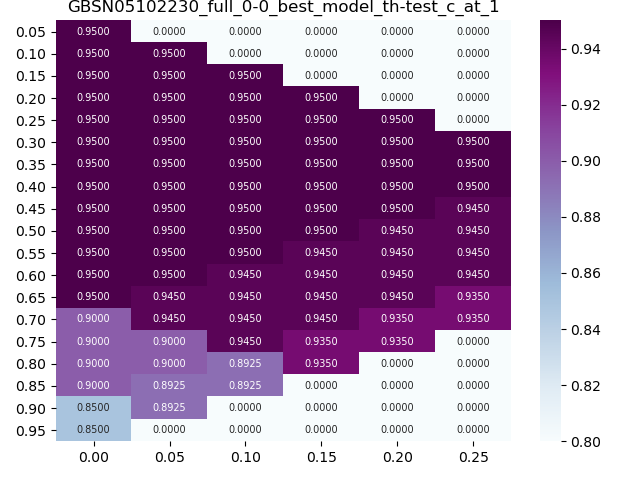 GBSN05102230_full_0-0_best_model_th-test_c_at_1
0.05 0.9500 0.0000 0.0000 0.0000 0.0000 0.0000
0.10 0.9500 0.9500 0.0000 0.0000 0.0000 0.0000
0.15 0.9500 0.9500 0.9500 0.0000 0.0000 0.0000
0.20 0.9500 0.9500 0.9500 0.9500 0.0000 0.0000
0.25 0.9500 0.9500 0.9500 0.9500 0.9500 0.0000
0.30 0.9500 0.9500 0.9500 0.9500 0.9500 0.9500
0.35 0.9500 0.9500 0.9500 0.9500 0.9500 0.9500
0.40 0.9500 0.9500 0.9500 0.9500 0.9500 0.9500
0.45 0.9500 0.9500 0.9500 0.9500 0.9500 0.9450
0.50 0.9500 0.9500 0.9500 0.9500 0.9450 0.9450
0.55 0.9500 0.9500 0.9500 0.9450 0.9450 0.9450
0.60 0.9500 0.9500 0.9450 0.9450 0.9450 0.9450
0.65 0.9500 0.9450 0.9450 0.9450 0.9450 0.9350
0.70 0.9000 0.9450 0.9450 0.9450 0.9350 0.9350
0.75 0.9000 0.9000 0.9450 0.9350 0.9350 0.0000
0.80 0.9000 0.9000 0.8925 0.9350 0.0000 0.0000
0.85 0.9000 0.8925 0.8925 0.0000 0.0000 0.0000
0.90 0.8500 0.8925 0.0000 0.0000 0.0000 0.0000
0.95 0.8500 0.0000 0.0000 0.0000 0.0000 0.0000
0.00 0.05 0.10 0.15 0.20 0.25
0.94
0.92
0.90
0.88
0.86
0.84
0.82
0.80